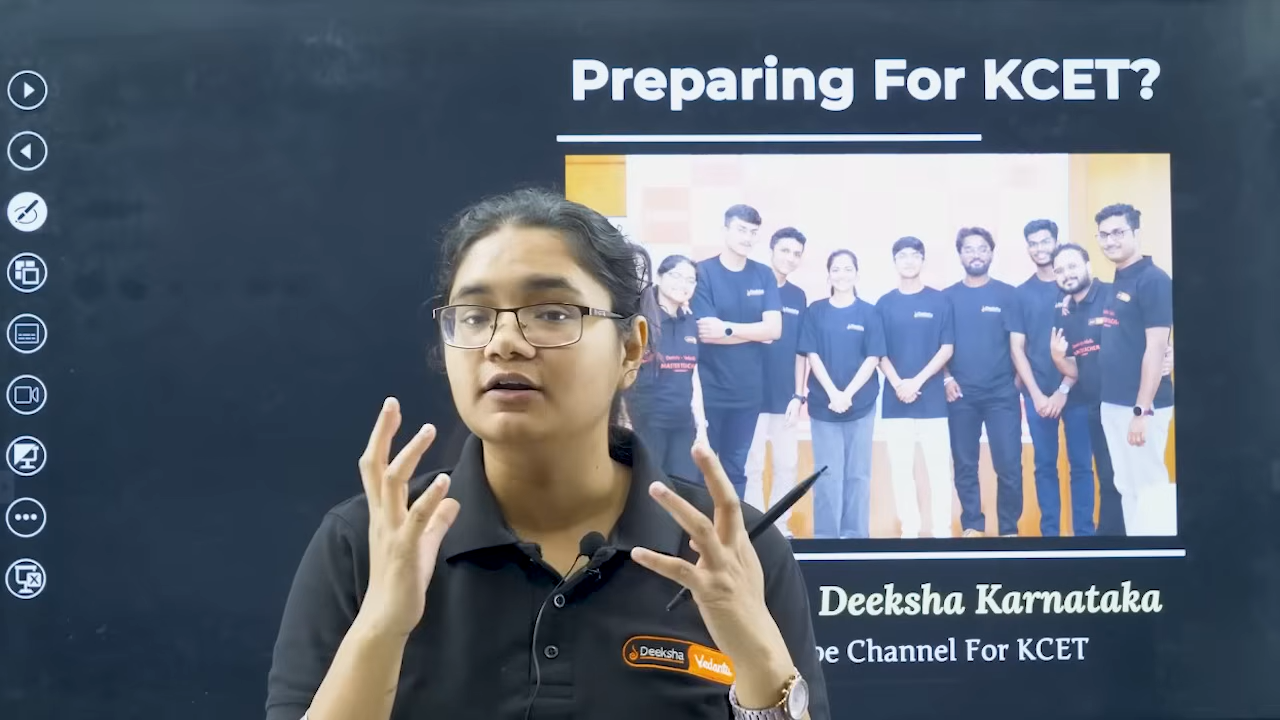 Preparing For KCET?
Deeksha Karnataka
Channel For KCET
Deeksha
Vedantu